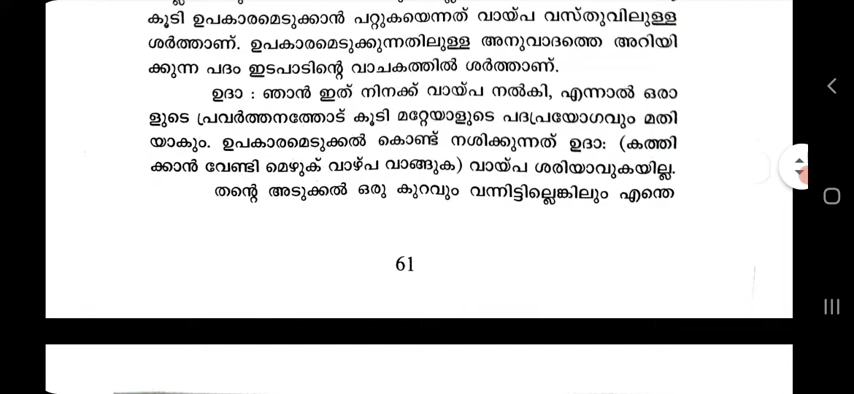 കൂടി ഉപകാരമെടുക്കാൻ പറ്റുകയെന്നത് വായ്പ വസ്തുവിലുള്ള
ശർത്താണ്. ഉപകാരമെടുക്കുന്നതിലുള്ള അനുവാദത്തെ അറിയി
ക്കുന്ന പദം ഇടപാടിന്റെ വാചകത്തിൽ ശർത്താണ്.
ഉദാ : ഞാൻ ഇത് നിനക്ക് വായ്പ നൽകി, എന്നാൽ ഒരാ
ളുടെ പ്രവർത്തനത്തോട് കൂടി മറ്റേയാളുടെ പദപ്രയോഗവും മതി
യാകും. ഉപകാരമെടുക്കൽ കൊണ്ട് നശിക്കുന്നത് ഉദാ: (കത്തി
ക്കാൻ വേണ്ടി മെഴുക് വാഴ്പ വാങ്ങുക) വായ്പ ശരിയാവുകയില്ല.
തന്റെ അടുക്കൽ ഒരു കുറവും വന്നിട്ടില്ലെങ്കിലും എന്തെ
61